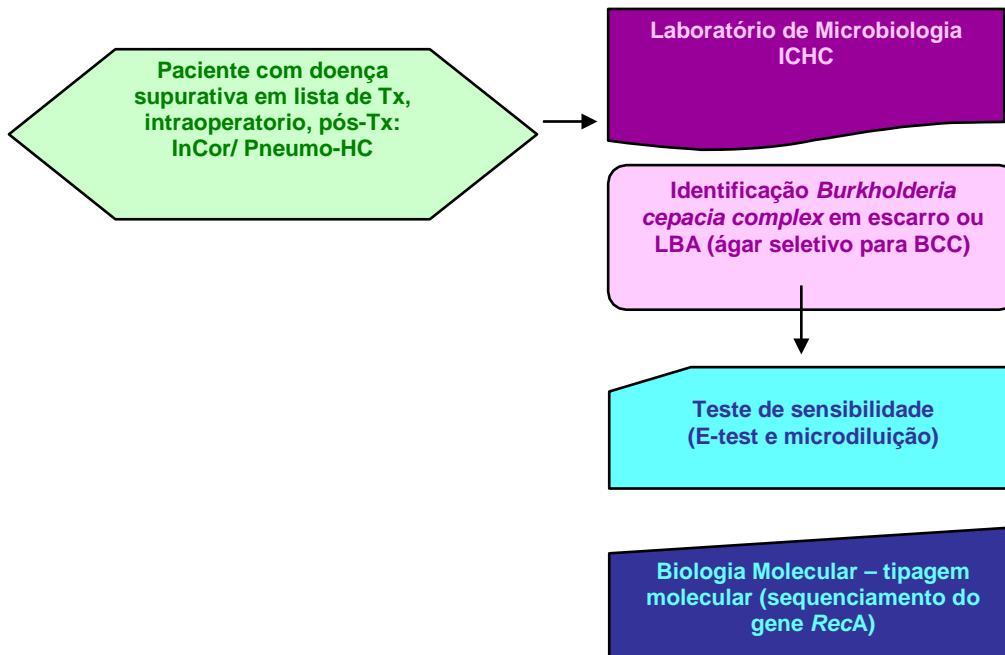 Paciente com doença
supurativa em lista de Tx,
intraoperatorio, pós-Tx:
InCor/ Pneumo-HC
Laboratório de Microbiologia
ICHC
Identificação Burkholderia
cepacia complex em escarro ou
LBA (ágar seletivo para BCC)
Teste de sensibilidade
(E-test e microdiluição)
Biologia Molecular – tipagem
molecular (sequenciamento do
gene RecA)